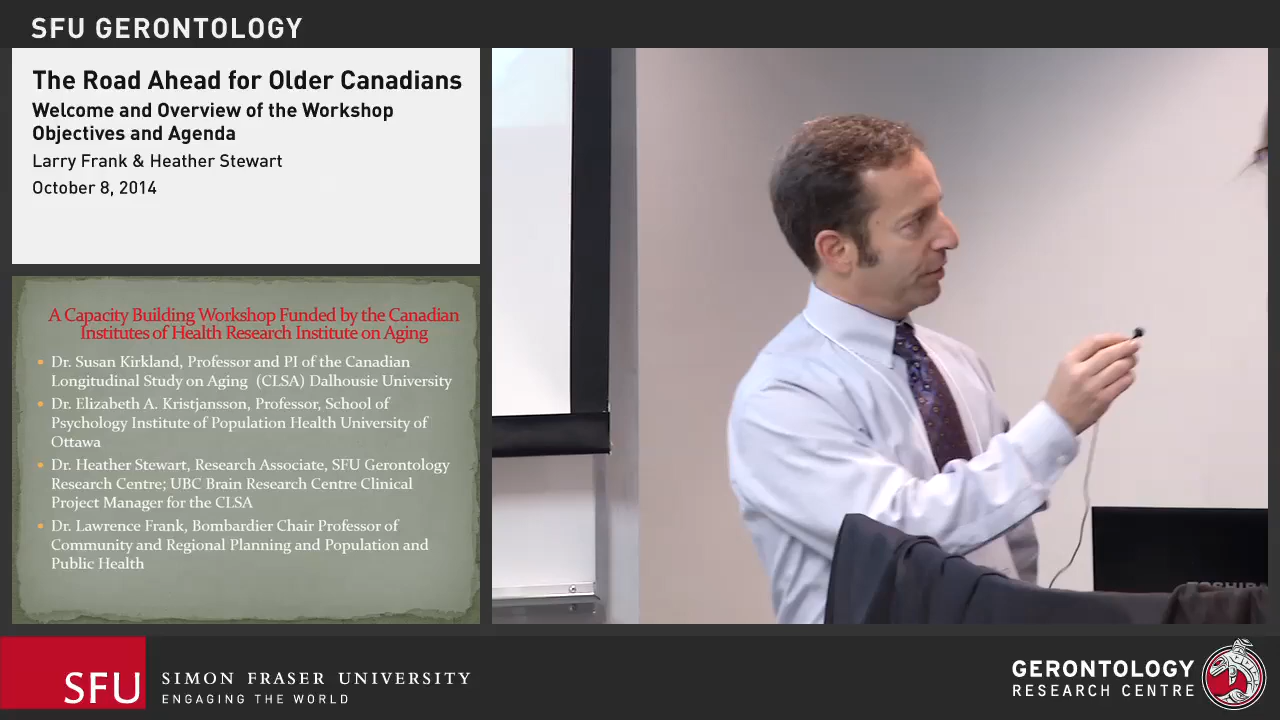 SFU GERONTOLOGY
The Road Ahead for Older Canadians
Welcome and Overview of the Workshop
Objectives and Agenda
Larry Frank & Heather Stewart
October 8, 2014
A Capacity Building Workshop Funded by the Canadian
Institutes of Health Research Institute on Aging
• Dr. Susan Kirkland, Professor and PI of the Canadian
Longitudinal Study on Aging (CLSA) Dalhousie University
• Dr. Elizabeth A. Kristjansson, Professor, School of
Psychology Institute of Population Health University of
Ottawa
• Dr. Heather Stewart, Research Associate, SFU Gerontology
Research Centre; UBC Brain Research Centre Clinical
Project Manager for the CLSA
• Dr. Lawrence Frank, Bombardier Chair Professor of
Community and Regional Planning and Population and
Public Health
TOSHIBA
SFU
SIMON FRASER UNIVERSITY
ENGAGING THE WORLD
GERONTOLOGY
RESEARCH CENTRE